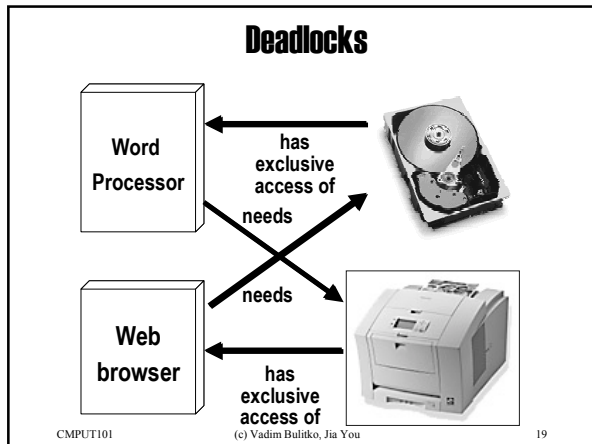 Deadlocks
Word
Processor
has
exclusive
access of
needs
needs
Web
browser
has
exclusive
access of
CMPUT101
(c) Vadim Bulitko, Jia You
19